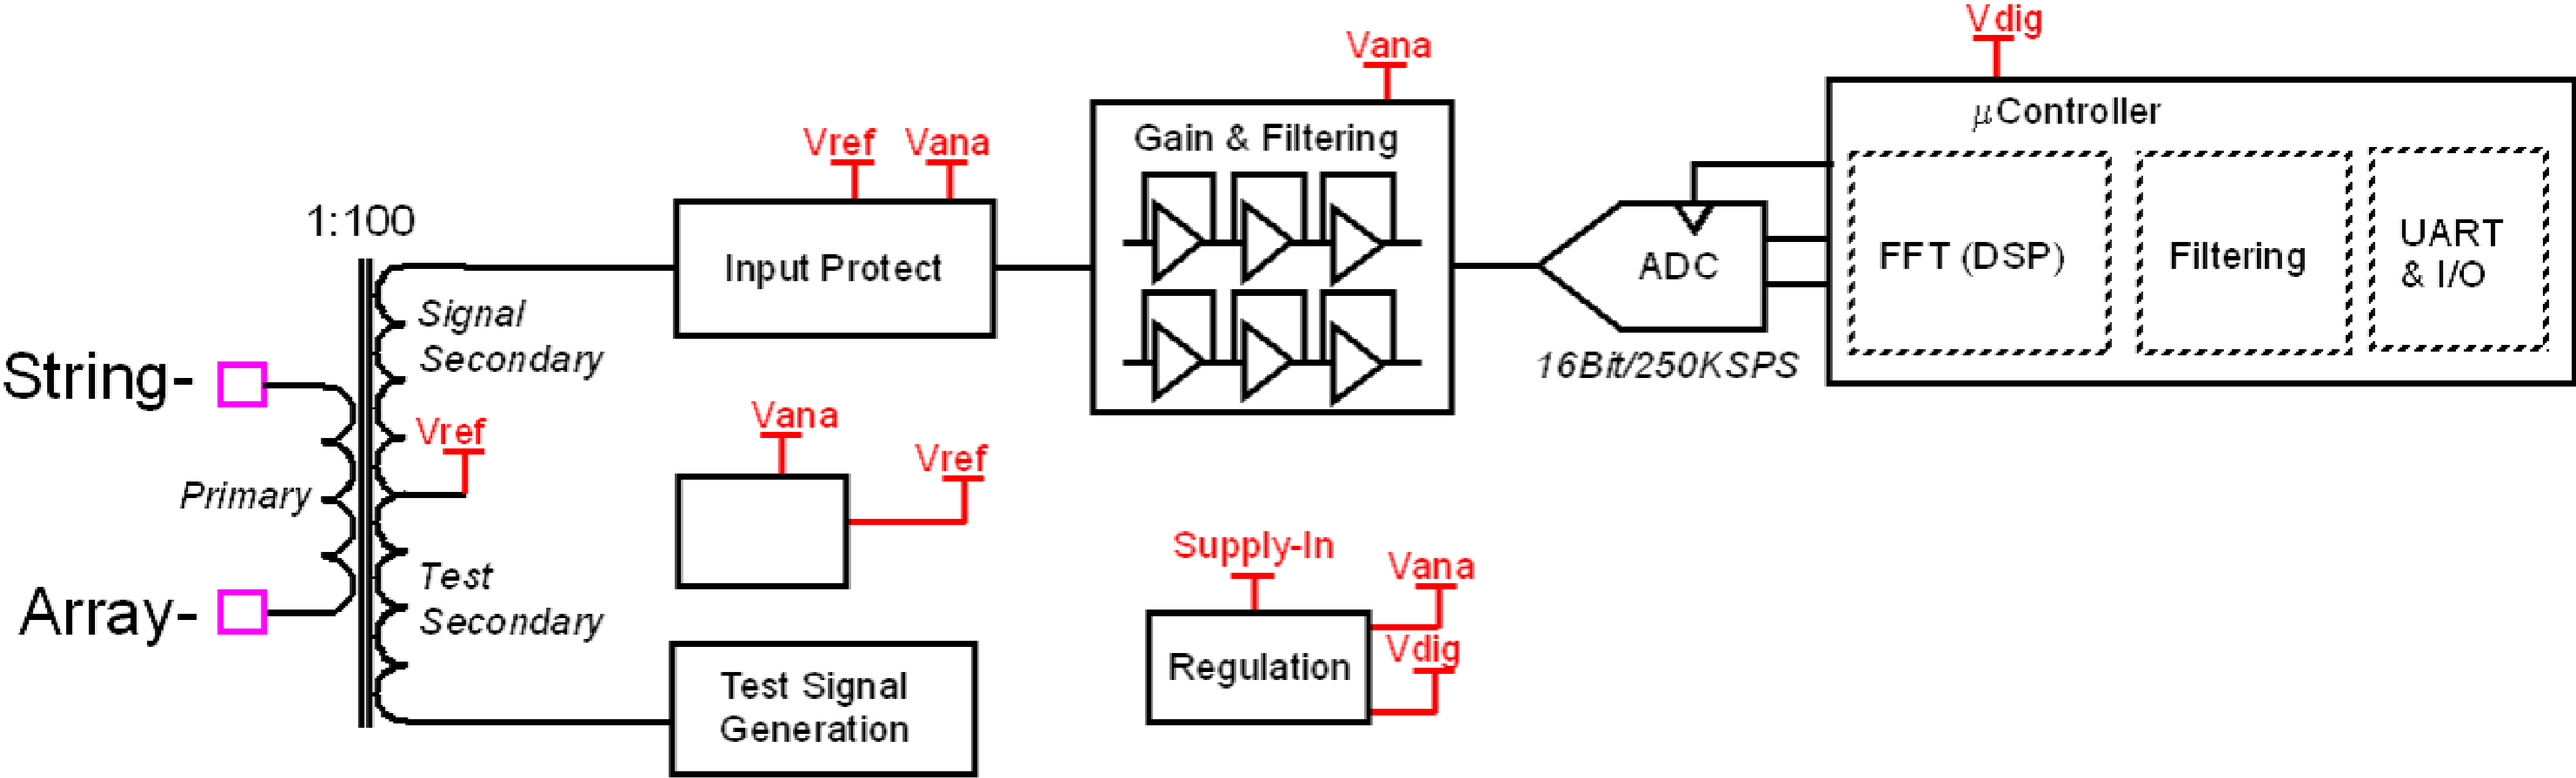 Vdig
Vana
μController
Vref Vana
Gain & Filtering
1:100
Input Protect
ADC
FFT (DSP)
Filtering
UART
& I/O
Signal
Secondary
16Bit/250KSPS
String-
Vref
Vana
Vref
Primary
Supply-In
Vana
Test
Secondary
Array-
Vdig
Regulation
Test Signal
Generation